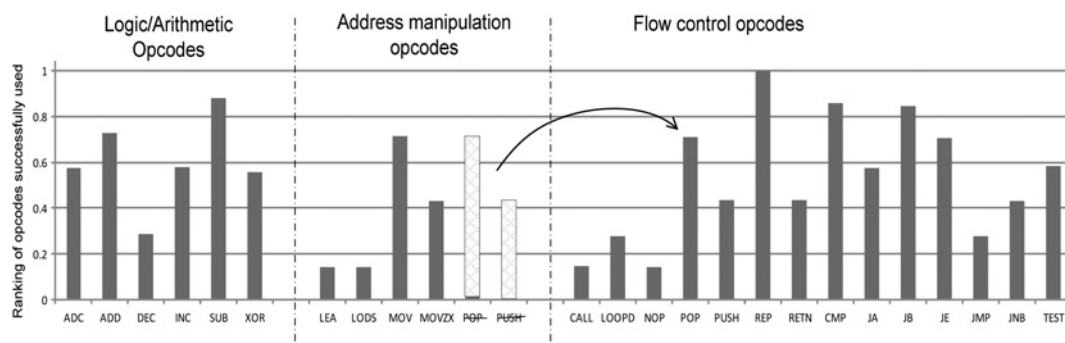 Logic/Arithmetic
Opcodes
Address manipulation
opcodes
Flow control opcodes
Ranking of opcodes successfully used
1
0.8
0.6
0.4
0.2
0
ADC ADD DEC INC SUB XOR LEA LODS MOV MOVZX POP PUSH CALL LOOPD NOP POP PUSH REP RETN CMP JA JB JE JMP JNB TEST